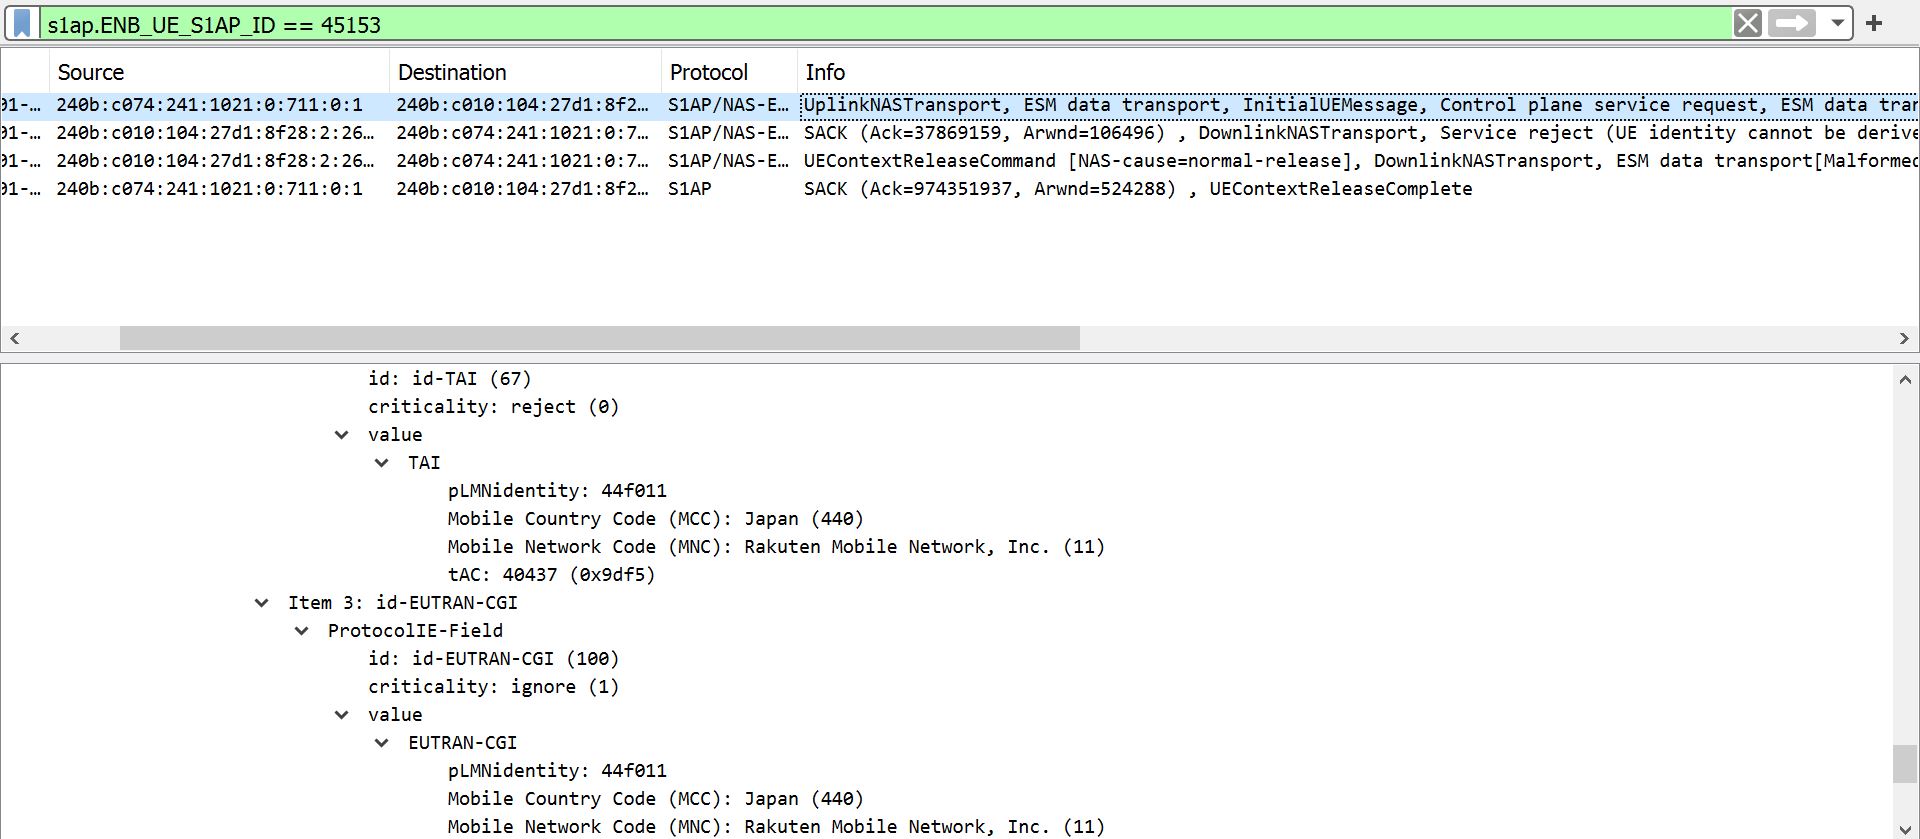 s1ap.ENB_UE_S1AP_ID == 45153
Source Destination Protocol Info
01-… 240b:c074:241:1021:0:711:0:1 240b:c010:104:27d1:8f2… S1AP/NAS-E… UplinkNASTransport, ESM data transport, InitialUEMessage, Control plane service request, ESM data tran
01-… 240b:c010:104:27d1:8f28:2:26… 240b:c074:241:1021:0:7… S1AP/NAS-E… SACK (Ack=37869159, Arwnd=106496) , DownlinkNASTransport, Service reject (UE identity cannot be derive
01-… 240b:c010:104:27d1:8f28:2:26… 240b:c074:241:1021:0:7… S1AP/NAS-E… UEContextReleaseCommand [NAS-cause=normal-release], DownlinkNASTransport, ESM data transport[Malformed
01-… 240b:c074:241:1021:0:711:0:1 240b:c010:104:27d1:8f2… S1AP SACK (Ack=974351937, Arwnd=524288) , UEContextReleaseComplete
id: id-TAI (67)
criticality: reject (0)
value
TAI
pLMNidentity: 44f011
Mobile Country Code (MCC): Japan (440)
Mobile Network Code (MNC): Rakuten Mobile Network, Inc. (11)
tAC: 40437 (0x9df5)
Item 3: id-EUTRAN-CGI
ProtocolIE-Field
id: id-EUTRAN-CGI (100)
criticality: ignore (1)
value
EUTRAN-CGI
pLMNidentity: 44f011
Mobile Country Code (MCC): Japan (440)
Mobile Network Code (MNC): Rakuten Mobile Network, Inc. (11)